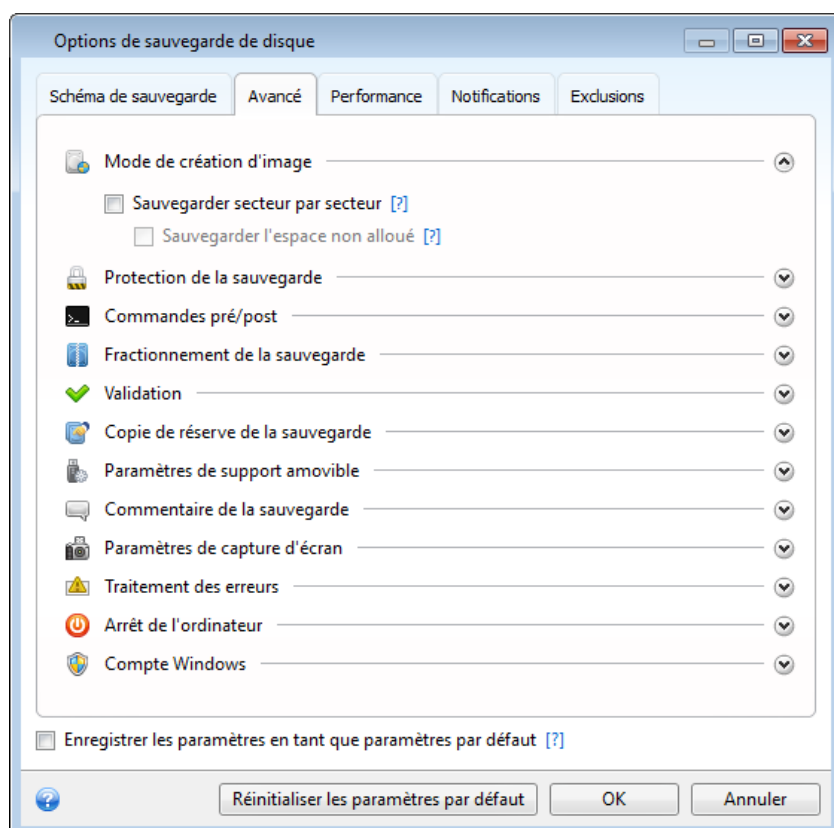 Options de sauvegarde de disque
Schéma de sauvegarde Avancé Performance Notifications Exclusions
Mode de création d'image
Sauvegarder secteur par secteur [?]
Sauvegarder l'espace non alloué [?]
Protection de la sauvegarde
Commandes pré/post
Fractionnement de la sauvegarde
Validation
Copie de réserve de la sauvegarde
Paramètres de support amovible
Commentaire de la sauvegarde
Paramètres de capture d'écran
Traitement des erreurs
Arrêt de l'ordinateur
Compte Windows
Enregistrer les paramètres en tant que paramètres par défaut [?]
Réinitialiser les paramètres par défaut OK Annuler